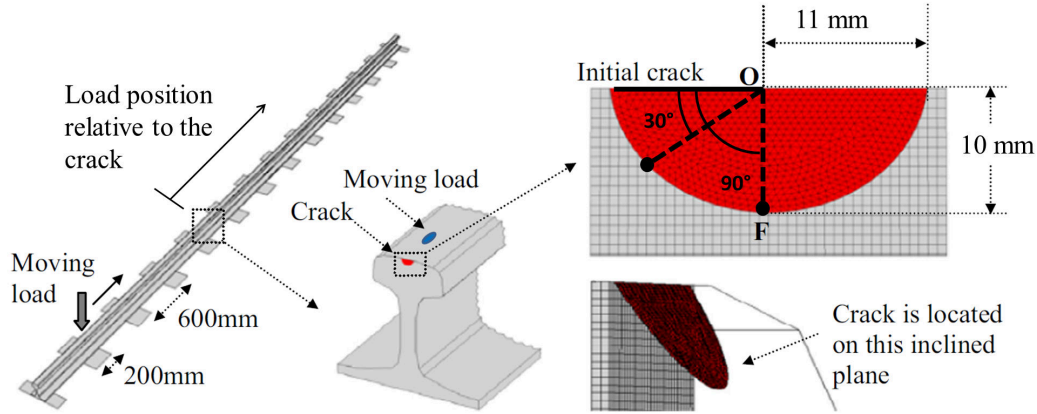 Load position
relative to the
crack
Moving
load
600mm
200mm
Moving load
Crack
11 mm
Initial crack
O
30°
90°
10 mm
F
Crack is located
on this inclined
plane